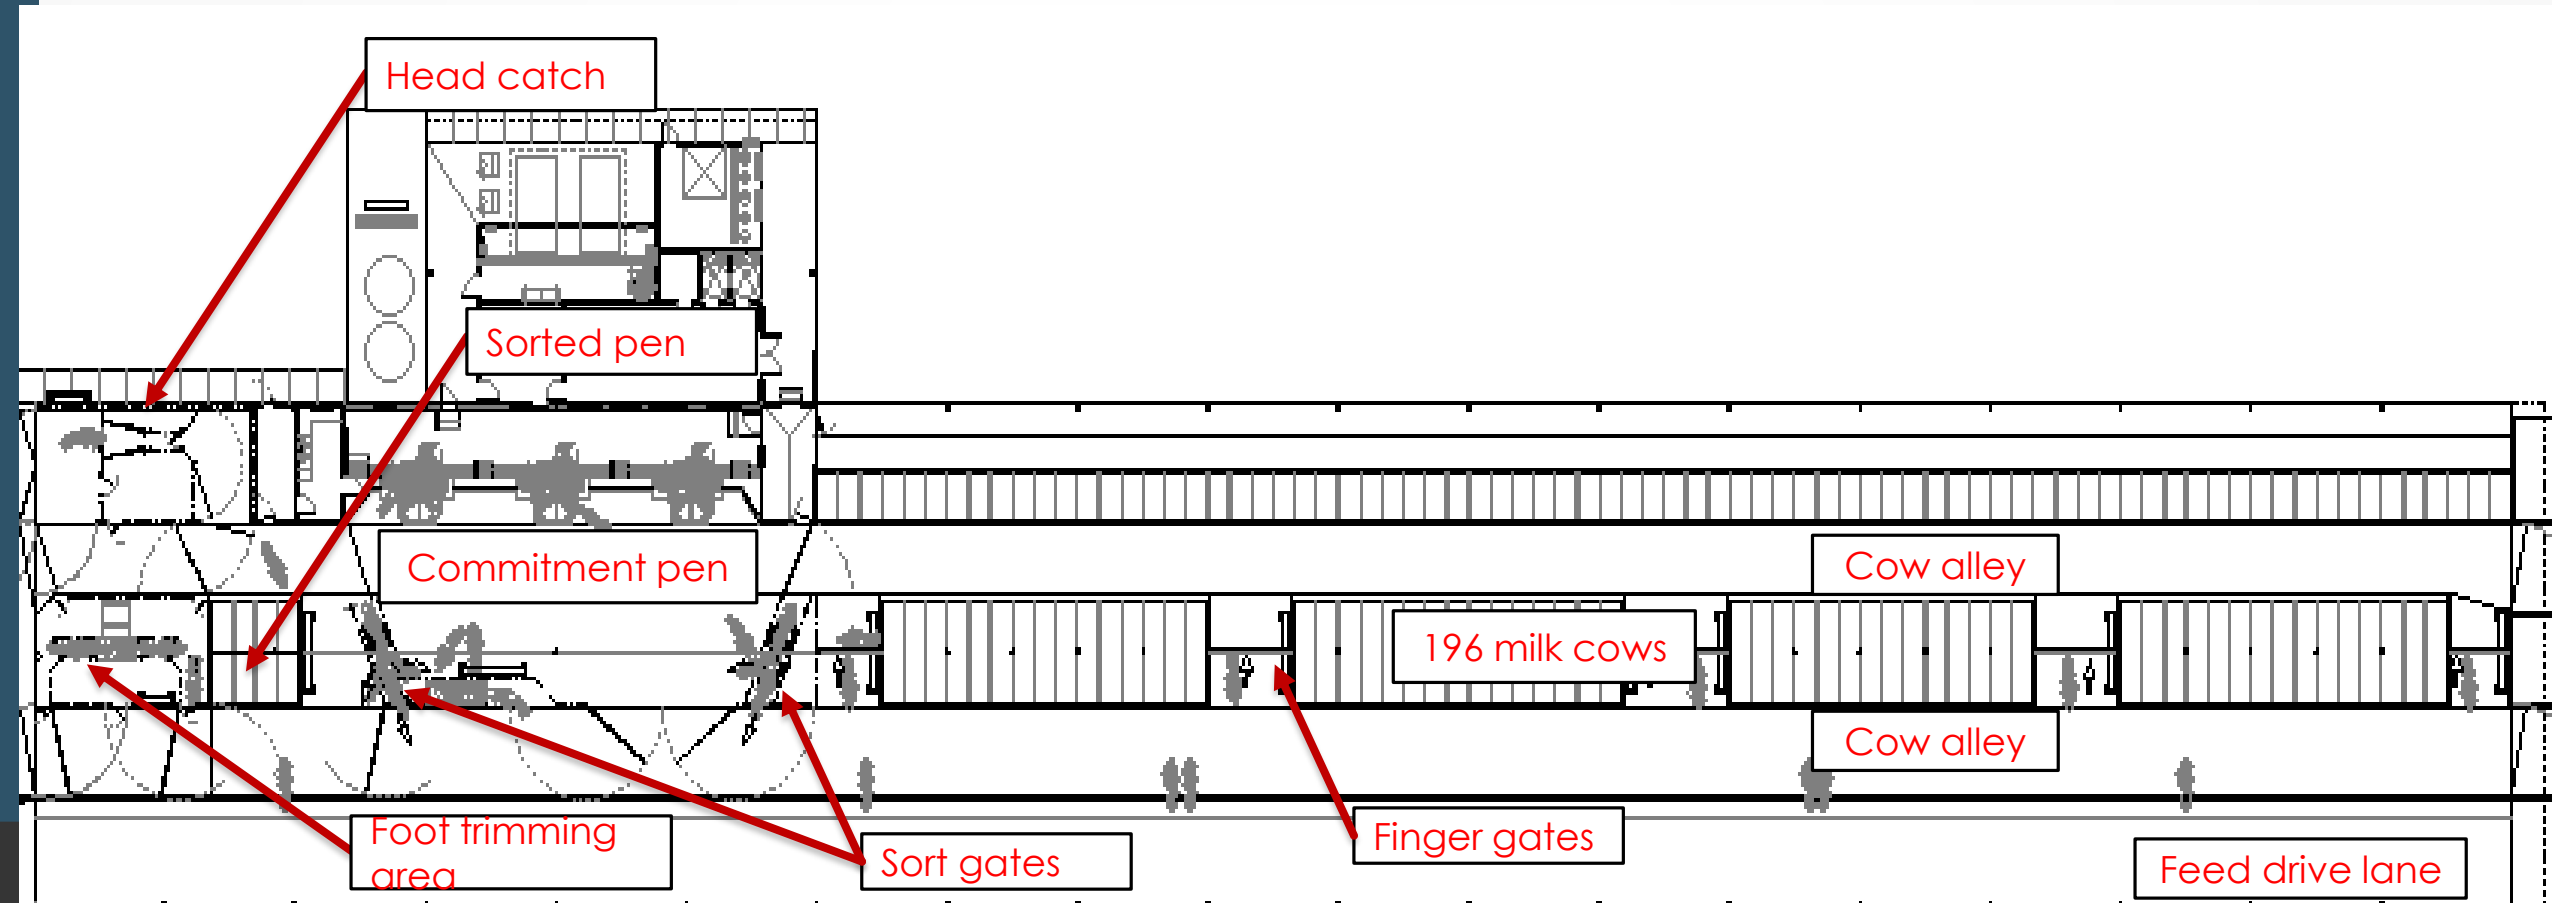 Head catch
Sorted pen
Commitment pen
Cow alley
196 milk cows
Cow alley
Foot trimming
area
Sort gates
Finger gates
Feed drive lane